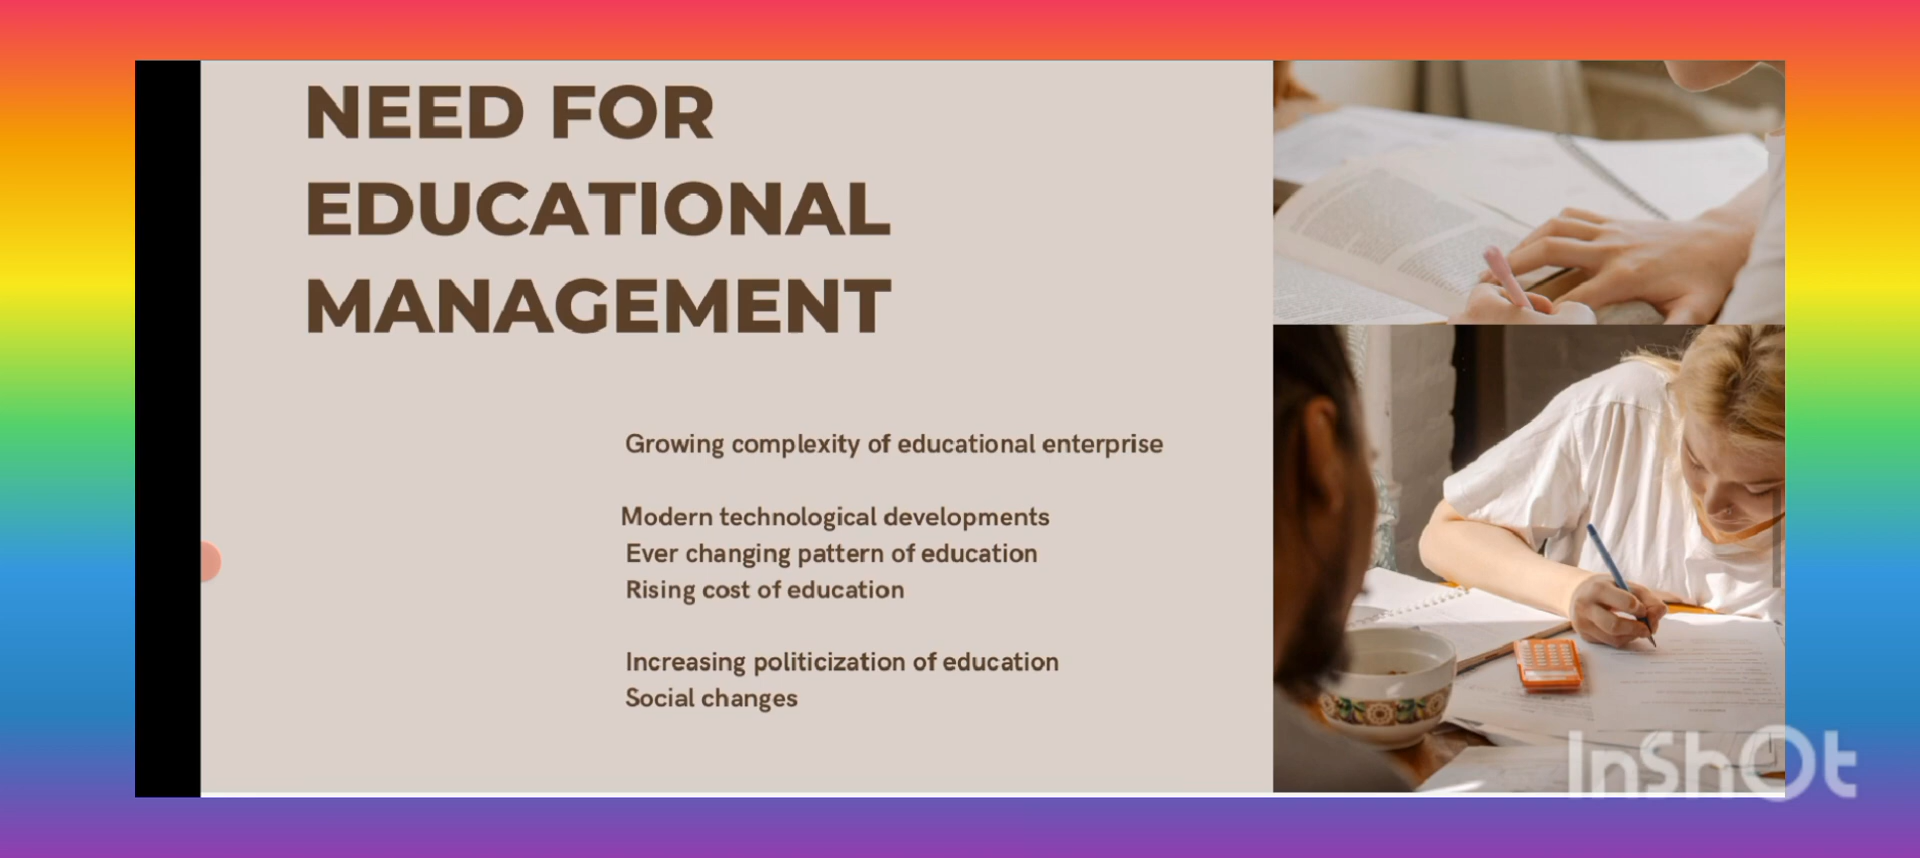 NEED FOR
EDUCATIONAL
MANAGEMENT
Growing complexity of educational enterprise
Modern technological developments
Ever changing pattern of education
Rising cost of education
Increasing politicization of education
Social changes
InShOt